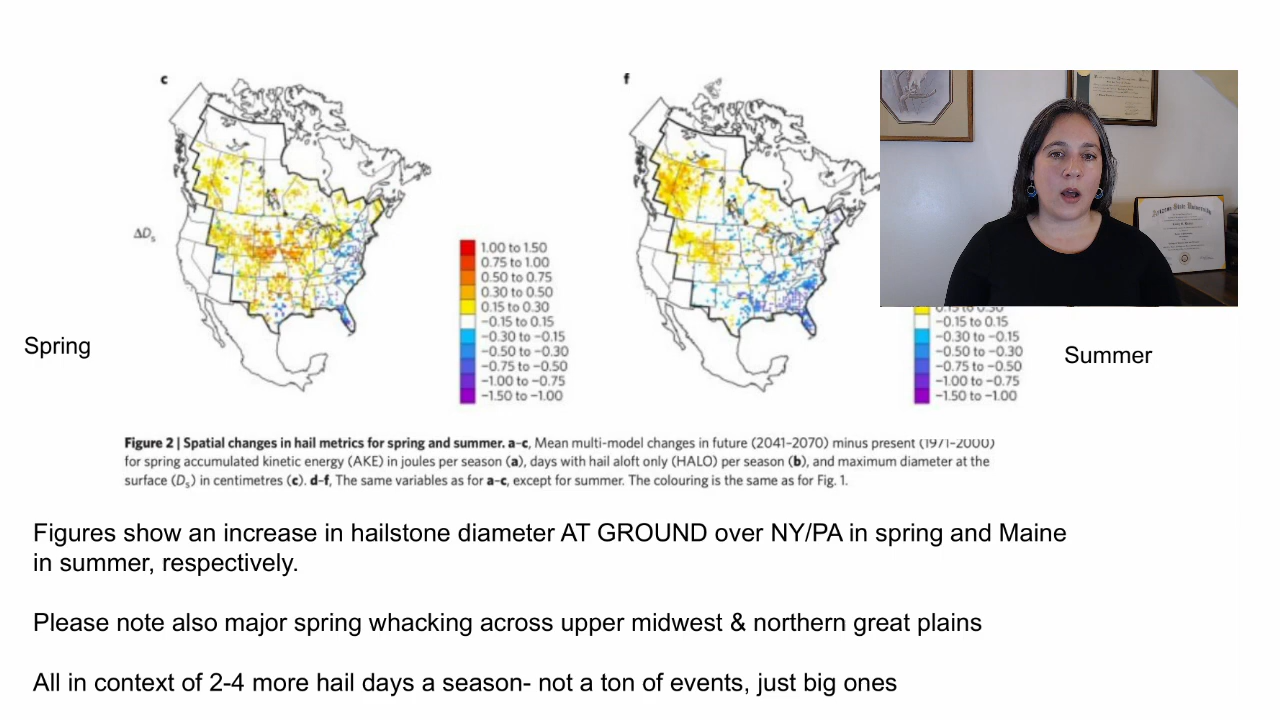 c
f
ΔDs
1.00 to 1.50
0.75 to 1.00
0.50 to 0.75
0.30 to 0.50
0.15 to 0.30
−0.15 to 0.15
−0.30 to −0.15
−0.50 to −0.30
−0.75 to −0.50
−1.00 to −0.75
−1.50 to −1.00
0.15 to 0.30
−0.15 to 0.15
−0.30 to −0.15
−0.50 to −0.30
−0.75 to −0.50
−1.00 to −0.75
−1.50 to −1.00
Arizona State University
Spring
Summer
Figure 2 | Spatial changes in hail metrics for spring and summer. a–c, Mean multi-model changes in future (2041–2070) minus present (1971–2000)
for spring accumulated kinetic energy (AKE) in joules per season (a), days with hail aloft only (HALO) per season (b), and maximum diameter at the
surface (Ds) in centimetres (c). d–f, The same variables as for a–c, except for summer. The colouring is the same as for Fig. 1.
Figures show an increase in hailstone diameter AT GROUND over NY/PA in spring and Maine
in summer, respectively.
Please note also major spring whacking across upper midwest & northern great plains
All in context of 2-4 more hail days a season- not a ton of events, just big ones